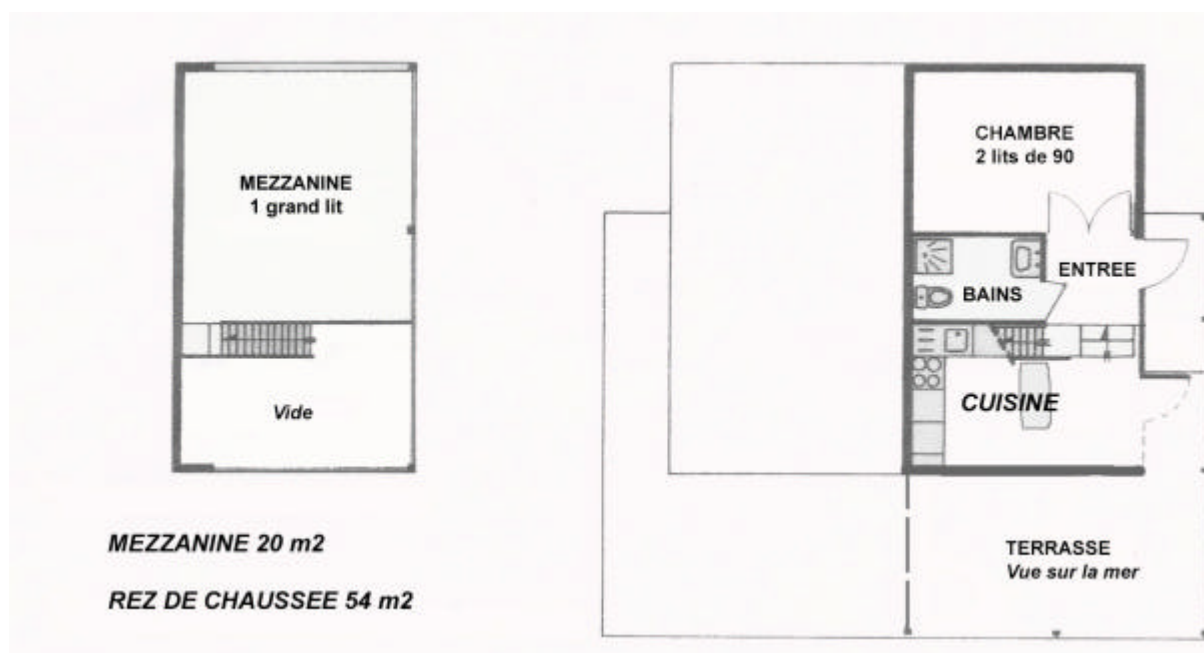 MEZZANINE
1 grand lit
Vide
MEZZANINE 20 m2
REZ DE CHAUSSEE 54 m2
CHAMBRE
2 lits de 90
ENTREE
BAINS
CUISINE
TERRASSE
Vue sur la mer